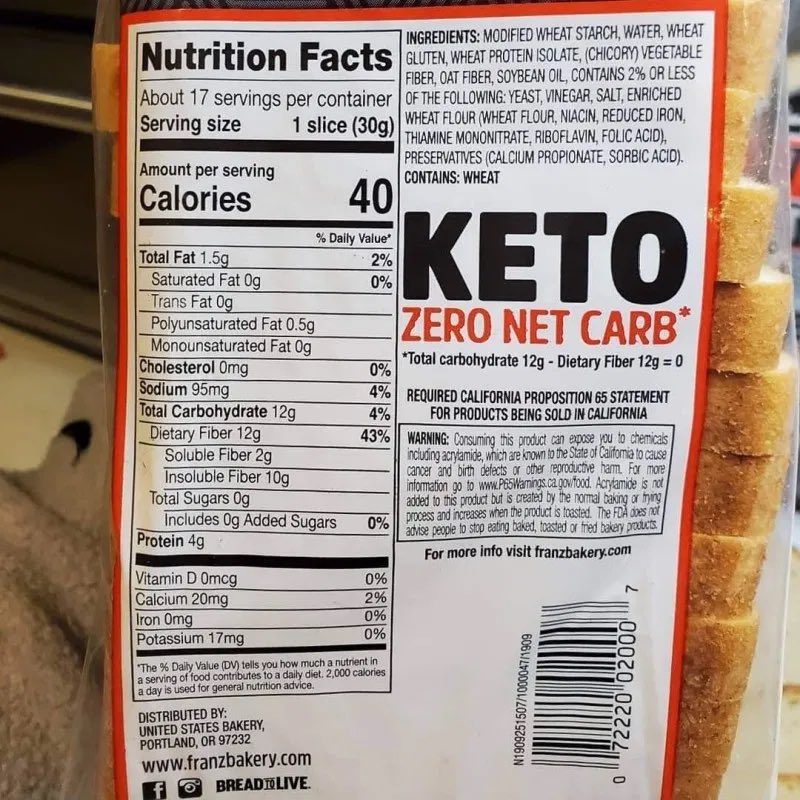 Nutrition Facts
About 17 servings per container
Serving size 1 slice (30g)
Amount per serving
Calories 40
% Daily Value*
Total Fat 1.5g 2%
Saturated Fat 0g 0%
Trans Fat 0g
Polyunsaturated Fat 0.5g
Monounsaturated Fat 0g
Cholesterol 0mg 0%
Sodium 95mg 4%
Total Carbohydrate 12g 4%
Dietary Fiber 12g 43%
Soluble Fiber 2g
Insoluble Fiber 10g
Total Sugars 0g
Includes 0g Added Sugars 0%
Protein 4g
Vitamin D 0mcg 0%
Calcium 20mg 2%
Iron 0mg 0%
Potassium 17mg 0%
*The % Daily Value (DV) tells you how much a nutrient in
a serving of food contributes to a daily diet. 2,000 calories
a day is used for general nutrition advice.
DISTRIBUTED BY:
UNITED STATES BAKERY,
PORTLAND, OR 97232
www.franzbakery.com
f BREAD TO LIVE.
INGREDIENTS: MODIFIED WHEAT STARCH, WATER, WHEAT
GLUTEN, WHEAT PROTEIN ISOLATE, (CHICORY) VEGETABLE
FIBER, OAT FIBER, SOYBEAN OIL, CONTAINS 2% OR LESS
OF THE FOLLOWING: YEAST, VINEGAR, SALT, ENRICHED
WHEAT FLOUR (WHEAT FLOUR, NIACIN, REDUCED IRON,
THIAMINE MONONITRATE, RIBOFLAVIN, FOLIC ACID),
PRESERVATIVES (CALCIUM PROPIONATE, SORBIC ACID).
CONTAINS: WHEAT
KETO
ZERO NET CARB*
*Total carbohydrate 12g - Dietary Fiber 12g = 0
REQUIRED CALIFORNIA PROPOSITION 65 STATEMENT
FOR PRODUCTS BEING SOLD IN CALIFORNIA
WARNING: Consuming this product can expose you to chemicals
including acrylamide, which are known to the State of California to cause
cancer and birth defects or other reproductive harm. For more
information go to www.P65Warnings.ca.gov/food. Acrylamide is not
added to this product but is created by the normal baking or frying
process and increases when the product is toasted. The FDA does not
advise people to stop eating baked, toasted or fried bakery products.
For more info visit franzbakery.com
N1909251507/1000047/1909
0 72220 02000 7